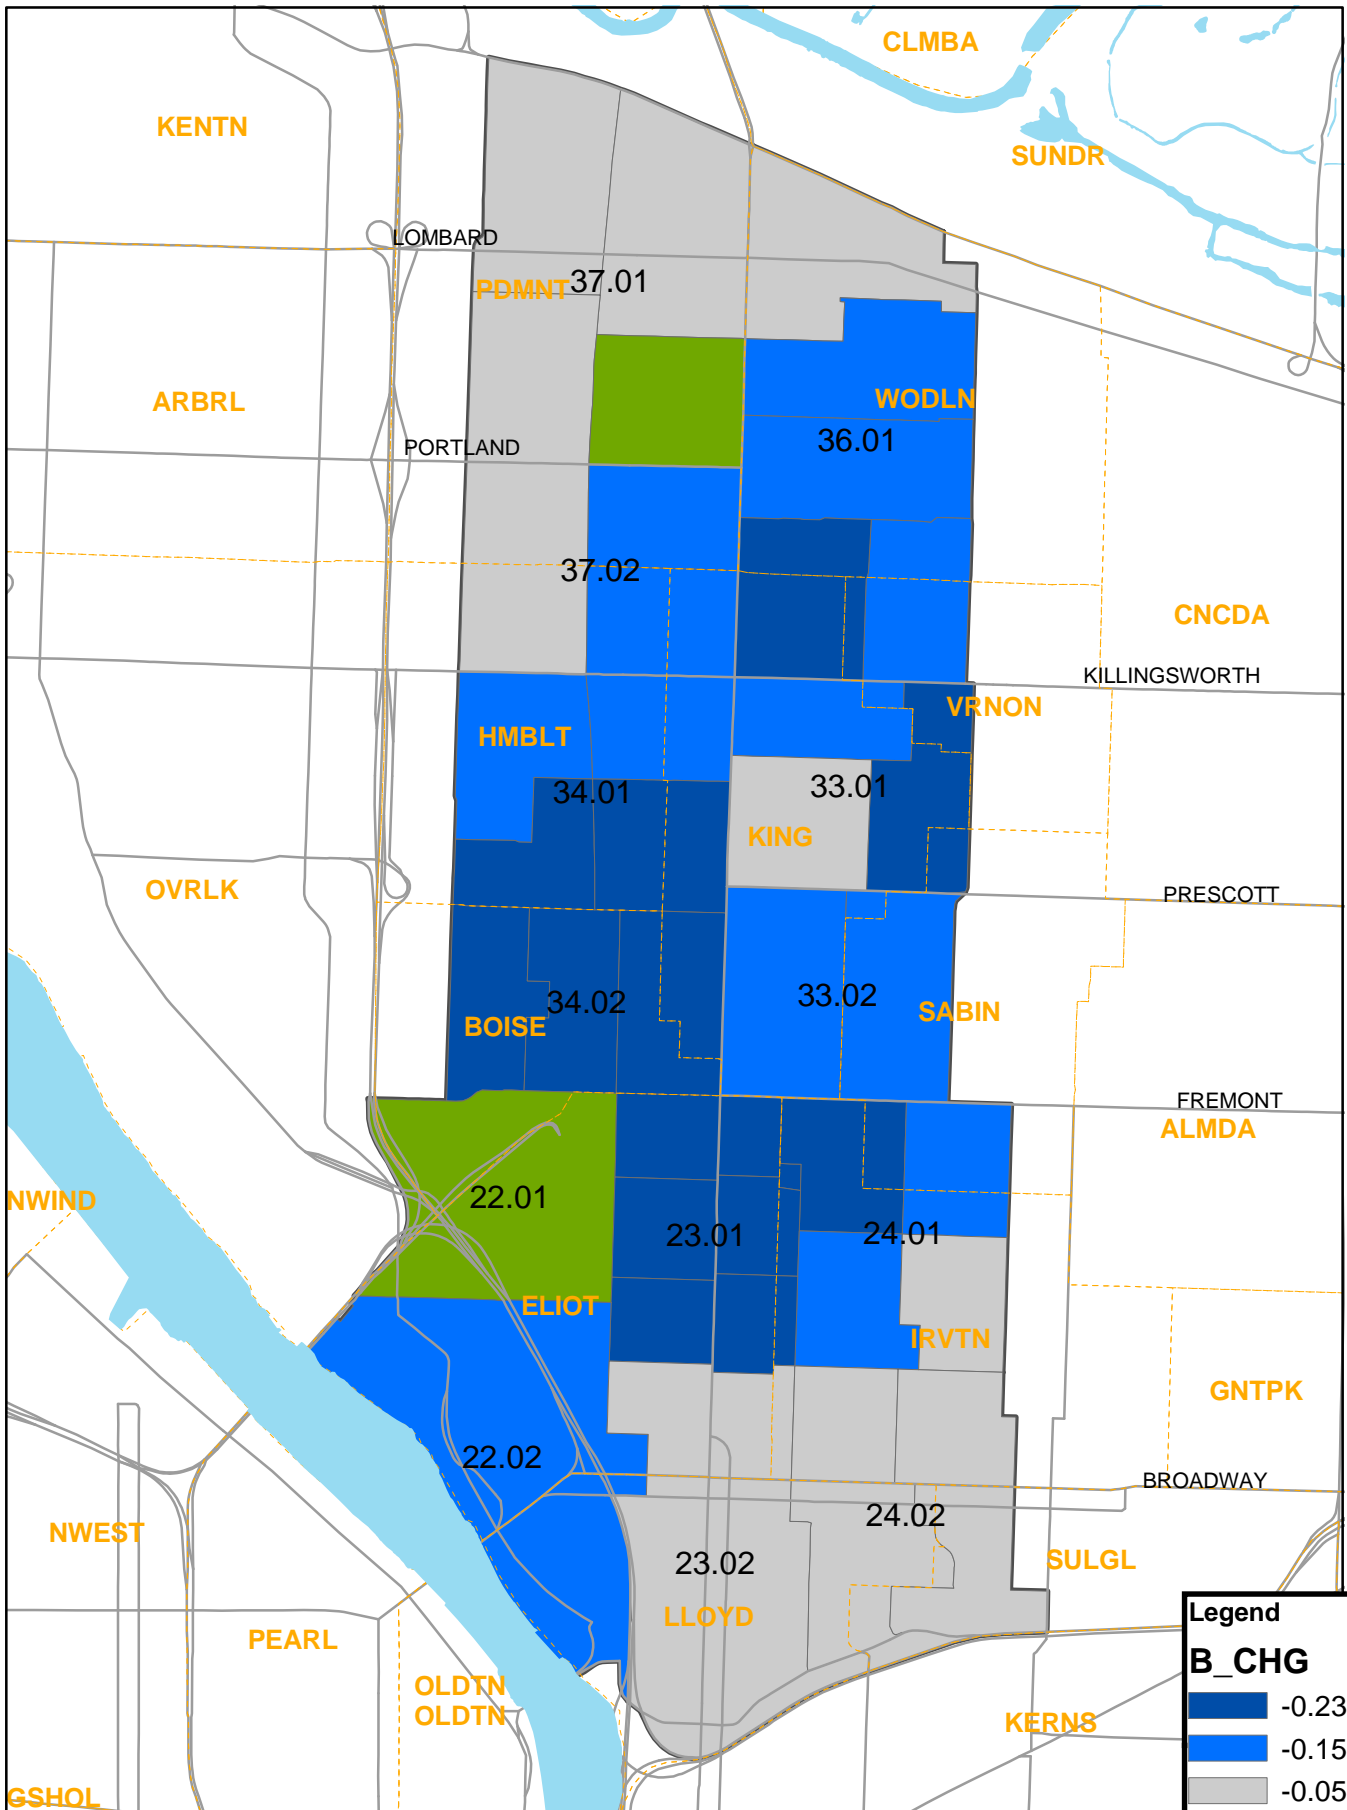 CLMBA
KENTN
SUNDR
LOMBARD
PDMNT
37.01
ARBRL
WODLN
PORTLAND
36.01
37.02
CNCDA
KILLINGSWORTH
VRNON
HMBLT
34.01
33.01
KING
OVRLK
PRESCOTT
34.02
33.02
BOISE
SABIN
FREMONT
ALMDA
NWIND
22.01
23.01
24.01
ELIOT
IRVTN
GNTPK
22.02
BROADWAY
24.02
NWEST
SULGL
23.02
LLOYD
PEARL
OLDTN
OLDTN
KERNS
GSHOL
Legend
B_CHG
-0.23
-0.15
-0.05